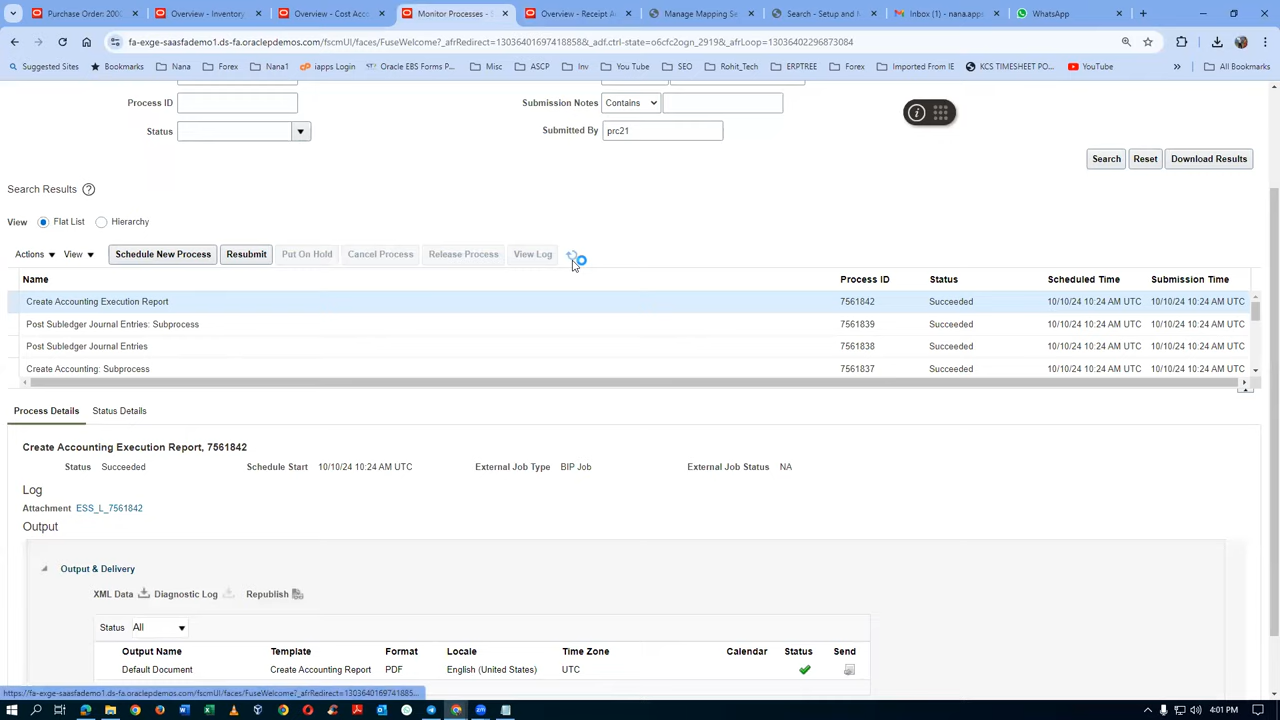 Purchase Order: 20000
Overview - Inventory
Overview - Cost Acco
Monitor Processes - S
Overview - Receipt A
Manage Mapping Se
Search - Setup and M
Inbox (1) - nana.apps
WhatsApp
fa-exge-saasfademo1.ds-fa.oraclepdemos.com/fscmUI/faces/FuseWelcome?_afrRedirect=1303640169741885​8&_adf.ctrl-state=o6cfc2ogn_2919&_afrLoop=13036402296873084
Suggested Sites Bookmarks Nana Forex Nana1 iapps Login Oracle EBS Forms P... Misc ASCP Inv You Tube SEO Rohit_Tech ERPTREE Forex Imported From IE KCS TIMESHEET PO... YouTube » All Bookmarks
Process ID
Submission Notes Contains
Status
Submitted By prc21
Search Reset Download Results
Search Results
View Flat List Hierarchy
Actions View Schedule New Process Resubmit Put On Hold Cancel Process Release Process View Log
Name Process ID Status Scheduled Time Submission Time
Create Accounting Execution Report 7561842 Succeeded 10/10/24 10:24 AM UTC 10/10/24 10:24 AM UTC
Post Subledger Journal Entries: Subprocess 7561839 Succeeded 10/10/24 10:24 AM UTC 10/10/24 10:24 AM UTC
Post Subledger Journal Entries 7561838 Succeeded 10/10/24 10:24 AM UTC 10/10/24 10:24 AM UTC
Create Accounting: Subprocess 7561837 Succeeded 10/10/24 10:24 AM UTC 10/10/24 10:24 AM UTC
Process Details Status Details
Create Accounting Execution Report, 7561842
Status Succeeded Schedule Start 10/10/24 10:24 AM UTC External Job Type BIP Job External Job Status NA
Log
Attachment ESS_L_7561842
Output
Output & Delivery
XML Data Diagnostic Log Republish
Status All
Output Name Template Format Locale Time Zone Calendar Status Send
Default Document Create Accounting Report PDF English (United States) UTC
https://fa-exge-saasfademo1.ds-fa.oraclepdemos.com/fscmUI/faces/FuseWelcome?_afrRedirect=130364016974188​5...
4:01 PM